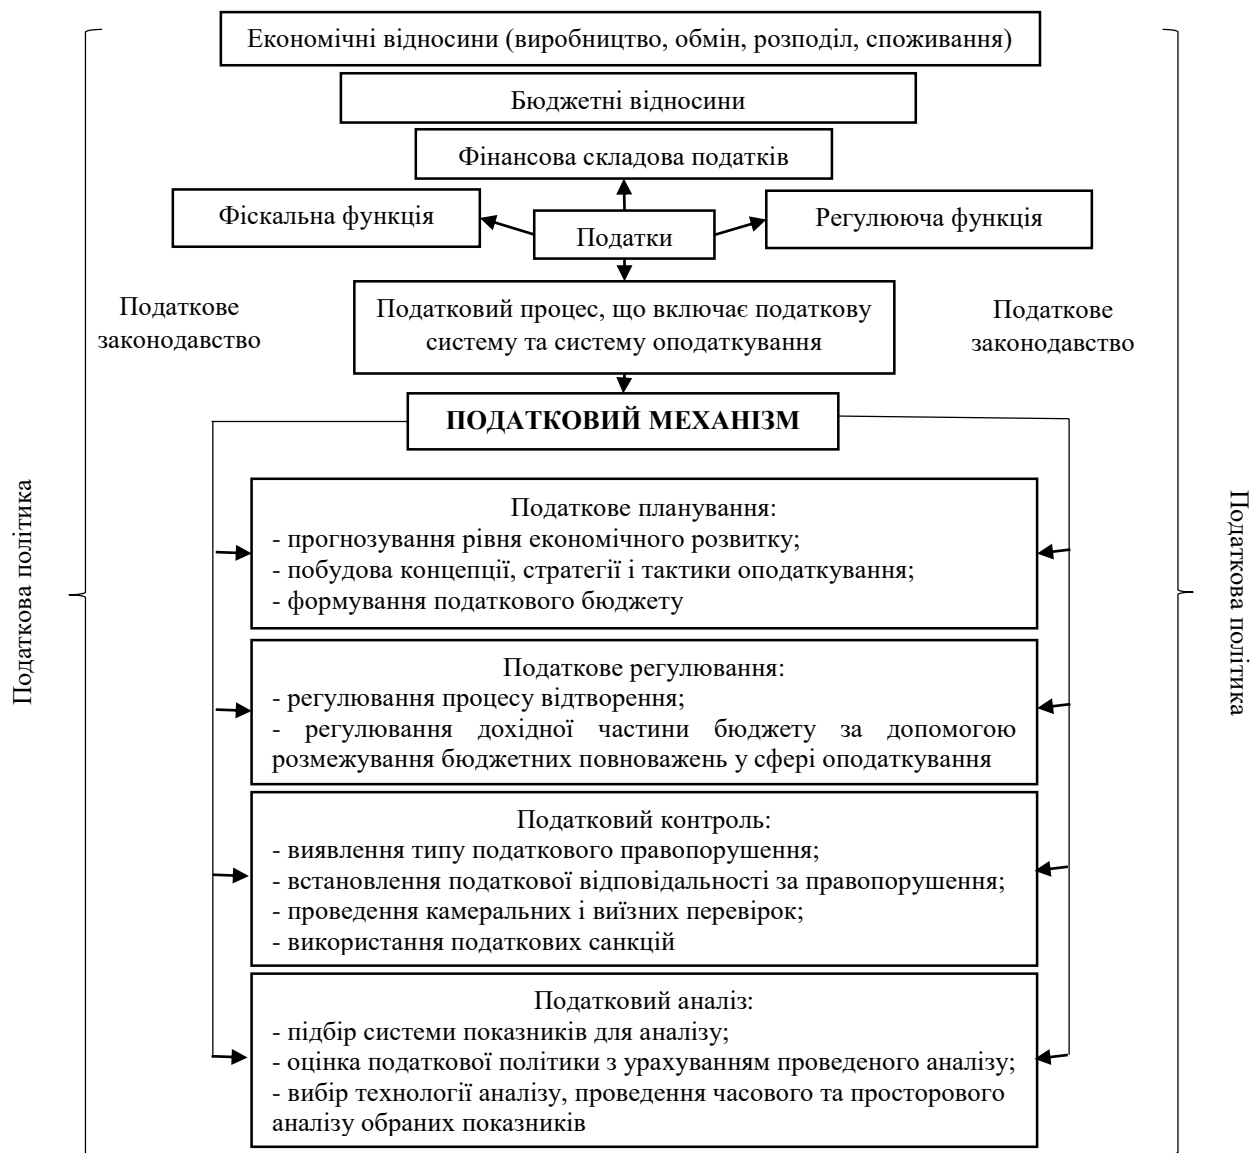 Економічні відносини (виробництво, обмін, розподіл, споживання)
Бюджетні відносини
Фінансова складова податків
Фіскальна функція
Податки
Регулююча функція
Податкове
законодавство
Податковий процес, що включає податкову
систему та систему оподаткування
Податкове
законодавство
ПОДАТКОВИЙ МЕХАНІЗМ
Податкова політика
Податкове планування:
- прогнозування рівня економічного розвитку;
- побудова концепції, стратегії і тактики оподаткування;
- формування податкового бюджету
Податкове регулювання:
- регулювання процесу відтворення;
- регулювання дохідної частини бюджету за допомогою
розмежування бюджетних повноважень у сфері оподаткування
Податковий контроль:
- виявлення типу податкового правопорушення;
- встановлення податкової відповідальності за правопорушення;
- проведення камеральних і виїзних перевірок;
- використання податкових санкцій
Податковий аналіз:
- підбір системи показників для аналізу;
- оцінка податкової політики з урахуванням проведеного аналізу;
- вибір технології аналізу, проведення часового та просторового
аналізу обраних показників
Податкова політика